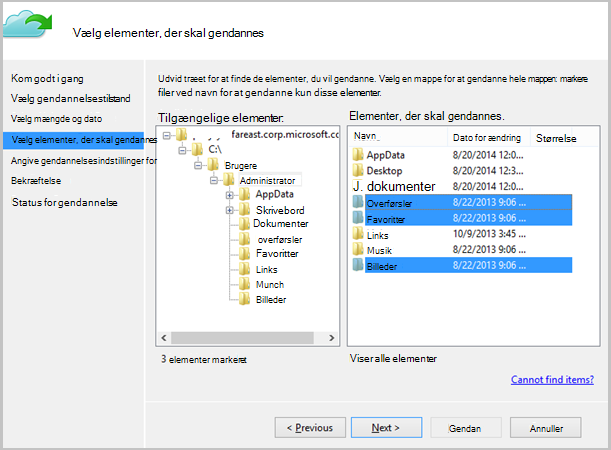 Vælg elementer, der skal gendannes
Kom godt i gang
Vælg gendannelsestilstand
Vælg mængde og dato
Vælg elementer, der skal gendannes
Angive gendannelsesindstillinger for
Bekræftelse
Status for gendannelse
Udvid træet for at finde de elementer, du vil gendanne. Vælg en mappe for at gendanne hele mappen: markere
filer ved navn for at gendanne kun disse elementer.
Tilgængelige elementer:
fareast.corp.microsoft.co
C:\
Brugere
Administrator
AppData
Skrivebord
Dokumenter
overførsler
Favoritter
Links
Munch
Billeder
3 elementer markeret
Elementer, der skal gendannes.
Navn Dato for ændring Størrelse
AppData 8/20/2014 12:0...
Desktop 8/20/2014 12:3...
J. dokumenter 8/20/2014 12:0...
Overførsler 8/22/2013 9:06 ...
Favoritter 8/22/2013 9:06 ...
Links 10/9/2013 3:45 ...
Musik 8/22/2013 9:06 ...
Billeder 8/22/2013 9:06 ...
Viser alle elementer
Cannot find items?
< Previous
Next >
Gendan
Annuller